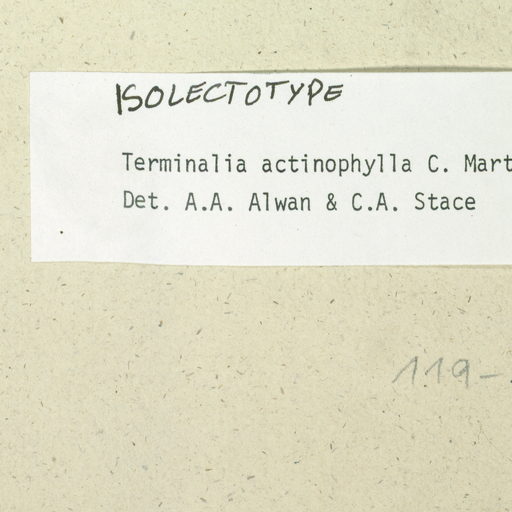 ISOLECTOTYPE
Terminalia actinophylla C. Mart
Det. A.A. Alwan & C.A. Stace
119-